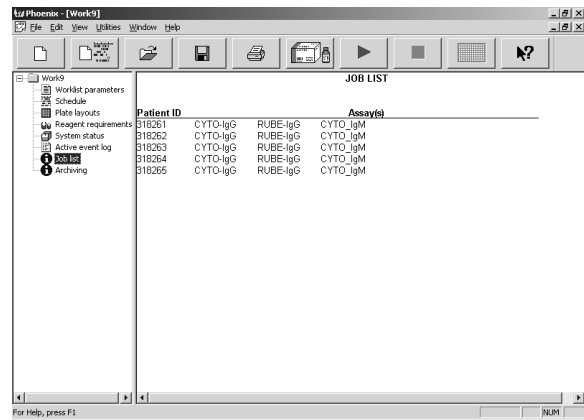 Phoenix - [Work9]
File Edit View Utilities Window Help
Work9
Worklist parameters
Schedule
Plate layouts
Reagent requirements
System status
Active event log
Job list
Archiving
JOB LIST
Patient ID Assay(s)
318261 CYTO-IgG RUBE-IgG CYTO_IgM
318262 CYTO-IgG RUBE-IgG CYTO_IgM
318263 CYTO-IgG RUBE-IgG CYTO_IgM
318264 CYTO-IgG RUBE-IgG CYTO_IgM
318265 CYTO-IgG RUBE-IgG CYTO_IgM
For Help, press F1
NUM